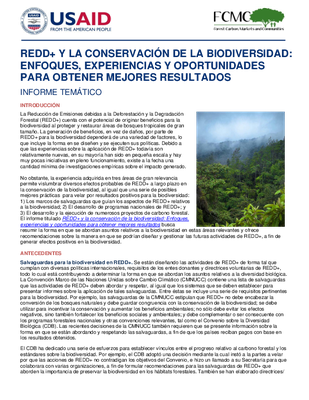 USAID
FROM THE AMERICAN PEOPLE
FCMC
Forest Carbon, Markets and Communities
REDD+ Y LA CONSERVACIÓN DE LA BIODIVERSIDAD:
ENFOQUES, EXPERIENCIAS Y OPORTUNIDADES
PARA OBTENER MEJORES RESULTADOS
INFORME TEMÁTICO
INTRODUCCIÓN
La Reducción de Emisiones debidas a la Deforestación y la Degradación
Forestal (REDD+) cuenta con el potencial de originar beneficios para la
biodiversidad al proteger y restaurar áreas de bosques tropicales de gran
tamaño. La generación de beneficios, en vez de daños, por parte de
REDD+ para la biodiversidad dependerá de una variedad de factores, lo
que incluye la forma en se diseñen y se ejecuten sus políticas. Debido a
que las experiencias sobre la aplicación de REDD+ todavía son
relativamente nuevas, en su mayoría han sido en pequeña escala y hay
muy pocas iniciativas en pleno funcionamiento, existe a la fecha una
cantidad mínima de investigaciones empíricas sobre el impacto generado.
No obstante, la experiencia adquirida en tres áreas de gran relevancia
permite vislumbrar diversos efectos probables de REDD+ a largo plazo en
la conservación de la biodiversidad, al igual que una serie de posibles
mejores prácticas para velar por resultados positivos para la biodiversidad:
1) Los marcos de salvaguardas que guían los aspectos de REDD+ relativos
a la biodiversidad; 2) El desarrollo de programas nacionales de REDD+; y
3) El desarrollo y la ejecución de numerosos proyectos de carbono forestal.
El informe titulado REDD+ y la conservación de la biodiversidad: Enfoques,
experiencias y oportunidades para obtener mejores resultados busca
resumir la forma en que se abordan asuntos relativos a la biodiversidad en estas áreas relevantes y ofrece
recomendaciones sobre la manera en que se podrían diseñar y gestionar las futuras actividades de REDD+, a fin de
generar efectos positivos en la biodiversidad.
ANTECEDENTES
Salvaguardas para la biodiversidad en REDD+. Se están diseñando las actividades de REDD+ de forma tal que
cumplan con diversas políticas internacionales, requisitos de los entes donantes y directivas voluntarias de REDD+,
todo lo cual está contribuyendo a determinar la forma en que se abordan los asuntos relativos a la diversidad biológica.
La Convención Marco de las Naciones Unidas sobre Cambio Climático (CMNUCC) contiene una lista de salvaguardas
que las actividades de REDD+ deben abordar y respetar, al igual que los sistemas que se deben establecer para
presentar informes sobre la aplicación de tales salvaguardas. Entre éstas se incluye una serie de requisitos pertinentes
para la biodiversidad. Por ejemplo, las salvaguardas de la CMNUCC estipulan que REDD+ no debe encabezar la
conversión de los bosques naturales y debe guardar congruencia con la conservación de la biodiversidad; se debe
utilizar para incentivar la conservación y aumentar los beneficios ambientales; no sólo debe evitar los efectos
negativos, sino también fortalecer los beneficios sociales y ambientales; y debe complementar o ser consecuente con
los programas forestales nacionales y otras convenciones relevantes, tal como el Convenio sobre la Diversidad
Biológica (CDB). Las recientes decisiones de la CMNUCC también requieren que se presente información sobre la
forma en que se están abordando y respetando las salvaguardas, a fin de que los países reciban pagos con base en
los resultados obtenidos.
El CDB ha dedicado una serie de esfuerzos para establecer vínculos entre el progreso relativo al carbono forestal y los
estándares sobre la biodiversidad. Por ejemplo, el CDB adoptó una decisión mediante la cual instó a las partes a velar
por que las acciones de REDD+ no contradigan los objetivos del Convenio, e hizo un llamado a su Secretaría para que
colaborara con varias organizaciones, a fin de formular recomendaciones para las salvaguardas de REDD+ que
aborden la importancia de preservar la biodiversidad en los hábitats forestales. También se han elaborado directrices/